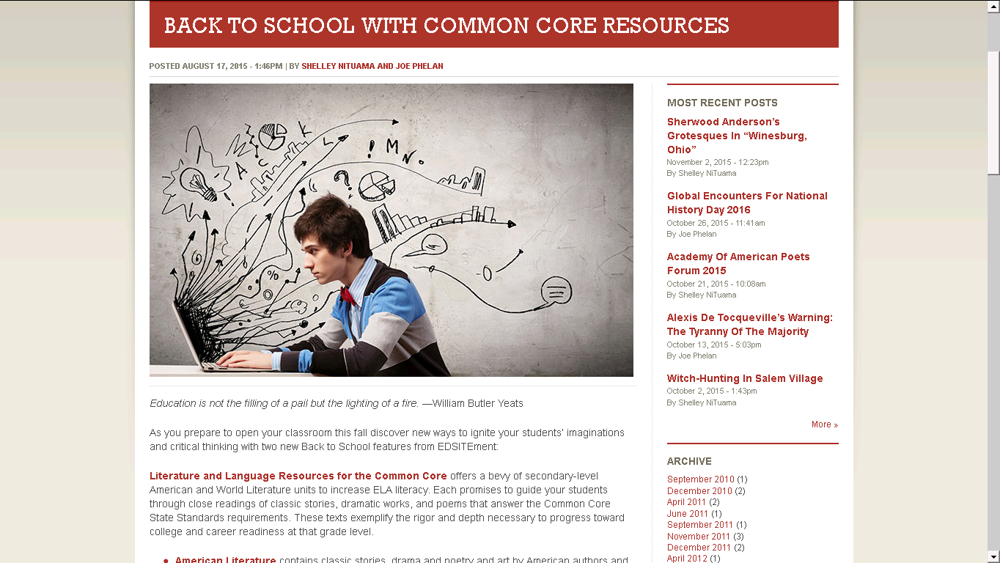 BACK TO SCHOOL WITH COMMON CORE RESOURCES
POSTED AUGUST 17, 2015 - 1:46PM | BY SHELLEY NITUAMA AND JOE PHELAN
A C K L ! M N
?
%
Education is not the filling of a pail but the lighting of a fire. —William Butler Yeats
As you prepare to open your classroom this fall discover new ways to ignite your students' imaginations
and critical thinking with two new Back to School features from EDSITEment:
Literature and Language Resources for the Common Core offers a bevy of secondary-level
American and World Literature units to increase ELA literacy. Each promises to guide your students
through close readings of classic stories, dramatic works, and poems that answer the Common Core
State Standards requirements. These texts exemplify the rigor and depth necessary to progress toward
college and career readiness at that grade level.
• American Literature contains classic stories, drama and poetry and art by American authors and
MOST RECENT POSTS
Sherwood Anderson's
Grotesques In “Winesburg,
Ohio”
November 2, 2015 - 12:23pm
By Shelley NiTuama
Global Encounters For National
History Day 2016
October 26, 2015 - 11:41am
By Joe Phelan
Academy Of American Poets
Forum 2015
October 21, 2015 - 10:08am
By Shelley NiTuama
Alexis De Tocqueville's Warning:
The Tyranny Of The Majority
October 13, 2015 - 5:03pm
By Joe Phelan
Witch-Hunting In Salem Village
October 2, 2015 - 1:43pm
By Shelley NiTuama
More »
ARCHIVE
September 2010 (1)
December 2010 (2)
April 2011 (2)
June 2011 (1)
September 2011 (1)
November 2011 (3)
December 2011 (2)
April 2012 (1)